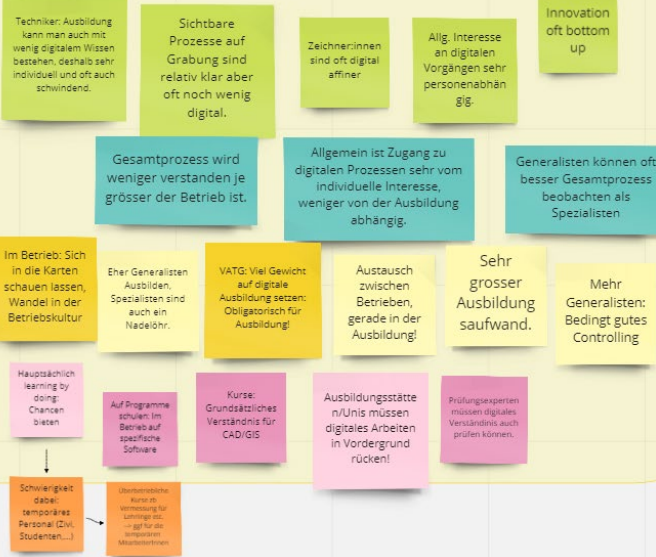 Techniker: Ausbildung
kann man auch mit
wenig digitalem Wissen
bestehen, deshalb sehr
individuell und oft auch
schwindend.
Sichtbare
Prozesse auf
Grabung sind
relativ klar aber
oft noch wenig
digital.
Zeichner:innen
sind oft digital
affiner
Allg. Interesse
an digitalen
Vorgängen sehr
personenabhän
gig.
Innovation
oft bottom
up
Gesamtprozess wird
weniger verstanden je
grösser der Betrieb ist.
Allgemein ist Zugang zu
digitalen Prozessen sehr vom
individuelle Interesse,
weniger von der Ausbildung
abhängig.
Generalisten können oft
besser Gesamtprozess
beobachten als
Spezialisten
Im Betrieb: Sich
in die Karten
schauen lassen,
Wandel in der
Betriebskultur
Eher Generalisten
Ausbilden,
Spezialisten sind
auch ein
Nadelöhr.
VATG: Viel Gewicht
auf digitale
Ausbildung setzen:
Obligatorisch für
Ausbildung!
Austausch
zwischen
Betrieben,
gerade in der
Ausbildung!
Sehr
grosser
Ausbildung
saufwand.
Mehr
Generalisten:
Bedingt gutes
Controlling
Hauptsächlich
learning by
doing:
Chancen
bieten
Auf Programme
schulen: Im
Betrieb auf
spezifische
Software
Kurse:
Grundsätzliches
Verständnis für
CAD/GIS
Ausbildungsstätte
n/Unis müssen
digitales Arbeiten
in Vordergrund
rücken!
Prüfungsexperten
müssen digitales
Verständnis auch
prüfen können.
Schwierigkeit
dabei:
temporäres
Personal (Zivi,
Studenten,...)
Überbetriebliche
Kurse zb
Vermessung für
Lehrlinge etc.
--> ggf für die
temporären
MitarbeiterInnen